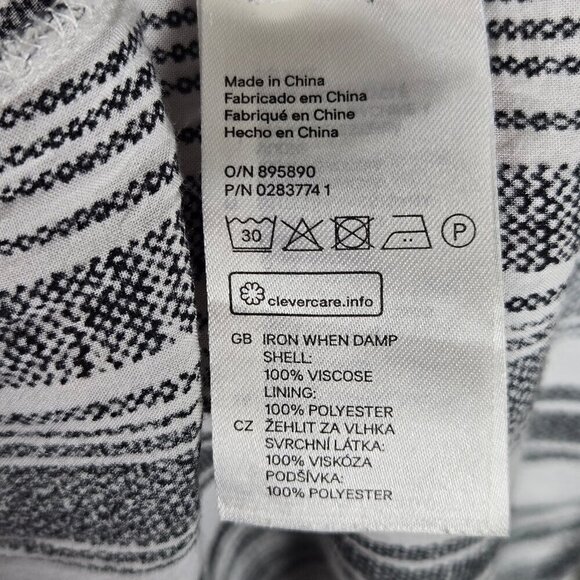 Made in China
Fabricado em China
Fabriqué en Chine
Hecho en China
O/N 895890
P/N 0283774 1
30 P
clevercare.info
GB IRON WHEN DAMP
SHELL:
100% VISCOSE
LINING:
100% POLYESTER
CZ ŽEHLIT ZA VLHKA
SVRCHNÍ LÁTKA:
100% VISKÓZA
PODŠÍVKA:
100% POLYESTER